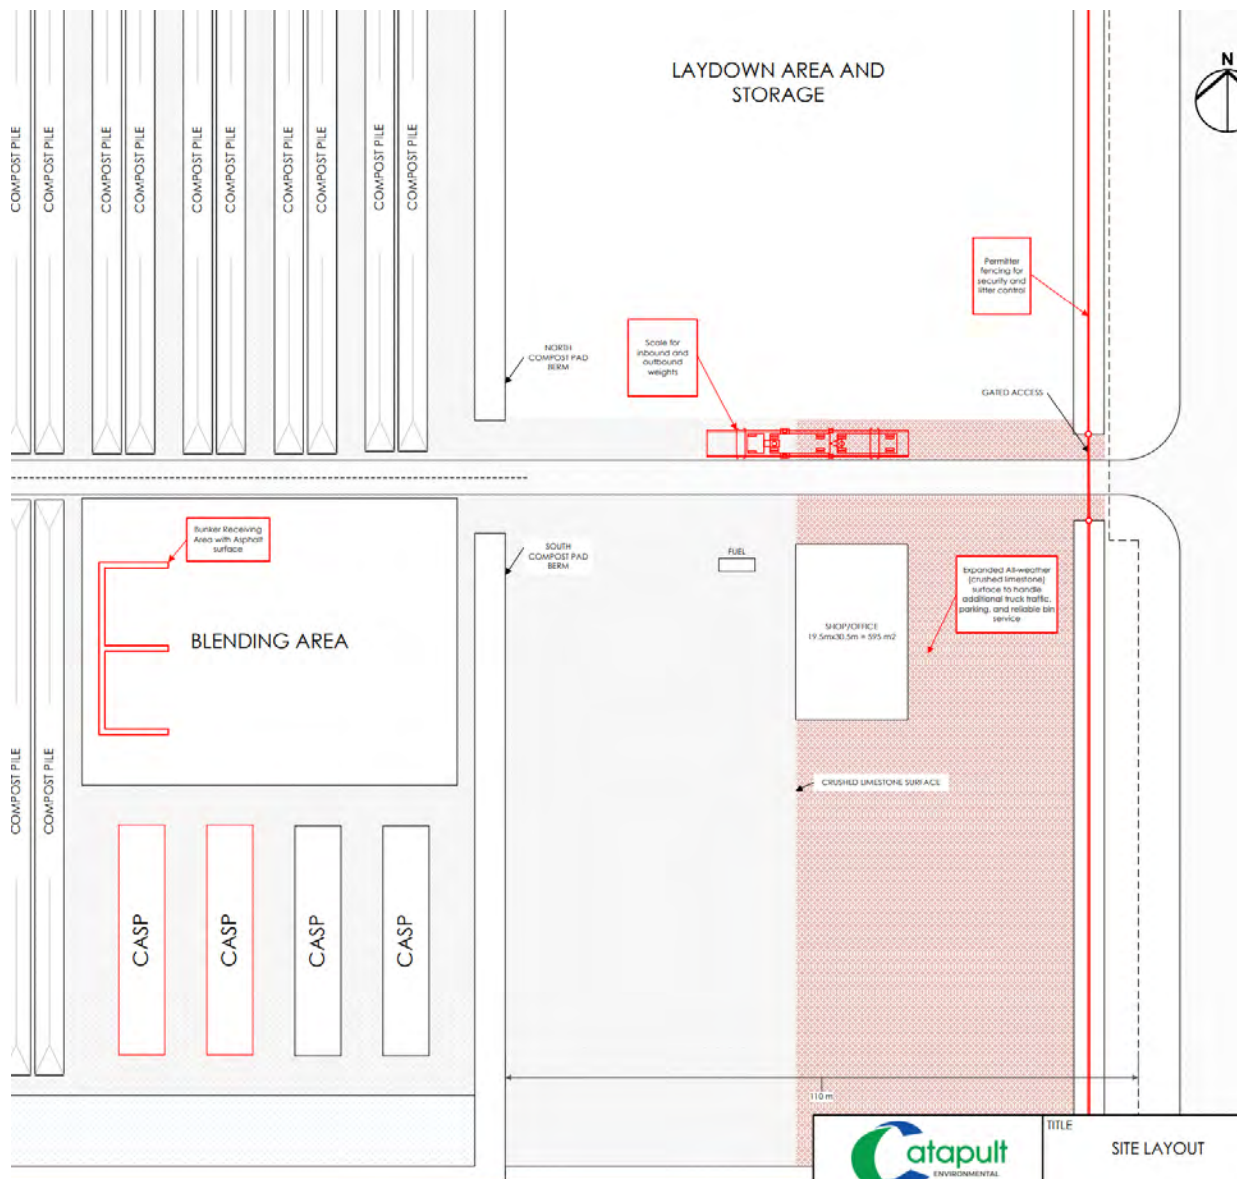 LAYDOWN AREA AND
STORAGE
N
COMPOST PILE
COMPOST PILE
COMPOST PILE
COMPOST PILE
COMPOST PILE
COMPOST PILE
COMPOST PILE
COMPOST PILE
COMPOST PILE
COMPOST PILE
Permitter
fencing for
security and
litter control
Scale for
inbound and
outbound
weights
NORTH
COMPOST PAD
BERM
GATED ACCESS
Bunker Receiving
Area with Asphalt
surface
SOUTH
COMPOST PAD
BERM
FUEL
Expanded All-weather
(crushed limestone)
surface to handle
additional truck traffic,
parking, and reliable bin
service
BLENDING AREA
SHOP/OFFICE
19.5mx30.5m = 595 m2
COMPOST PILE
COMPOST PILE
CRUSHED LIMESTONE SURFACE
CASP
CASP
CASP
CASP
110 m
Catapult
ENVIRONMENTAL
TITLE
SITE LAYOUT